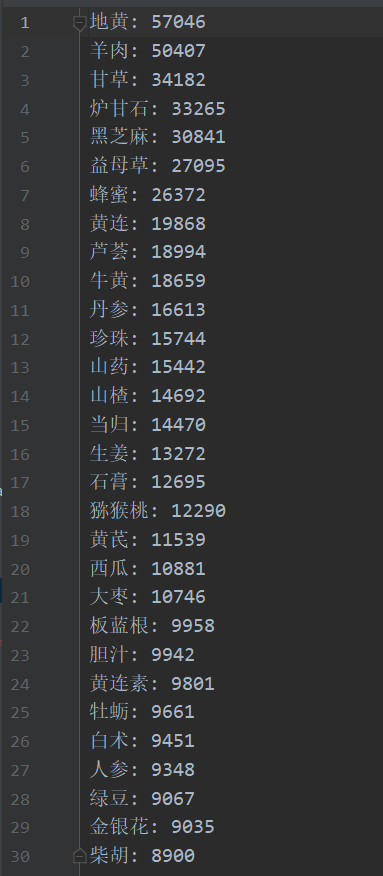 1 地黄: 57046
2 羊肉: 50407
3 甘草: 34182
4 炉甘石: 33265
5 黑芝麻: 30841
6 益母草: 27095
7 蜂蜜: 26372
8 黄连: 19868
9 芦荟: 18994
10 牛黄: 18659
11 丹参: 16613
12 珍珠: 15744
13 山药: 15442
14 山楂: 14692
15 当归: 14470
16 生姜: 13272
17 石膏: 12695
18 猕猴桃: 12290
19 黄芪: 11539
20 西瓜: 10881
21 大枣: 10746
22 板蓝根: 9958
23 胆汁: 9942
24 黄连素: 9801
25 牡蛎: 9661
26 白术: 9451
27 人参: 9348
28 绿豆: 9067
29 金银花: 9035
30 柴胡: 8900